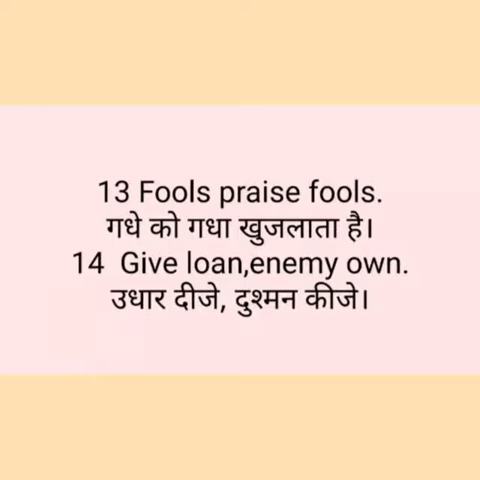 13 Fools praise fools.
गधे को गधा खुजलाता है।
14  Give loan,enemy own.
उधार दीजे, दुश्मन कीजे।